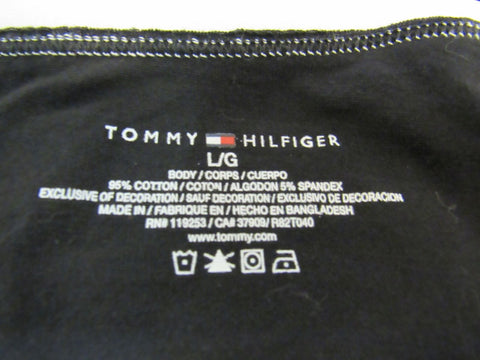 TOMMY HILFIGER
L/G
BODY / CORPS / CUERPO
95% COTTON / COTON / ALGODON 5% SPANDEX
EXCLUSIVE OF DECORATION / SAUF DECORATION / EXCLUSIVO DE DECORACION
MADE IN / FABRIQUE EN / HECHO EN BANGLADESH
RN# 119253 / CA# 37909 / R82T040
www.tommy.com